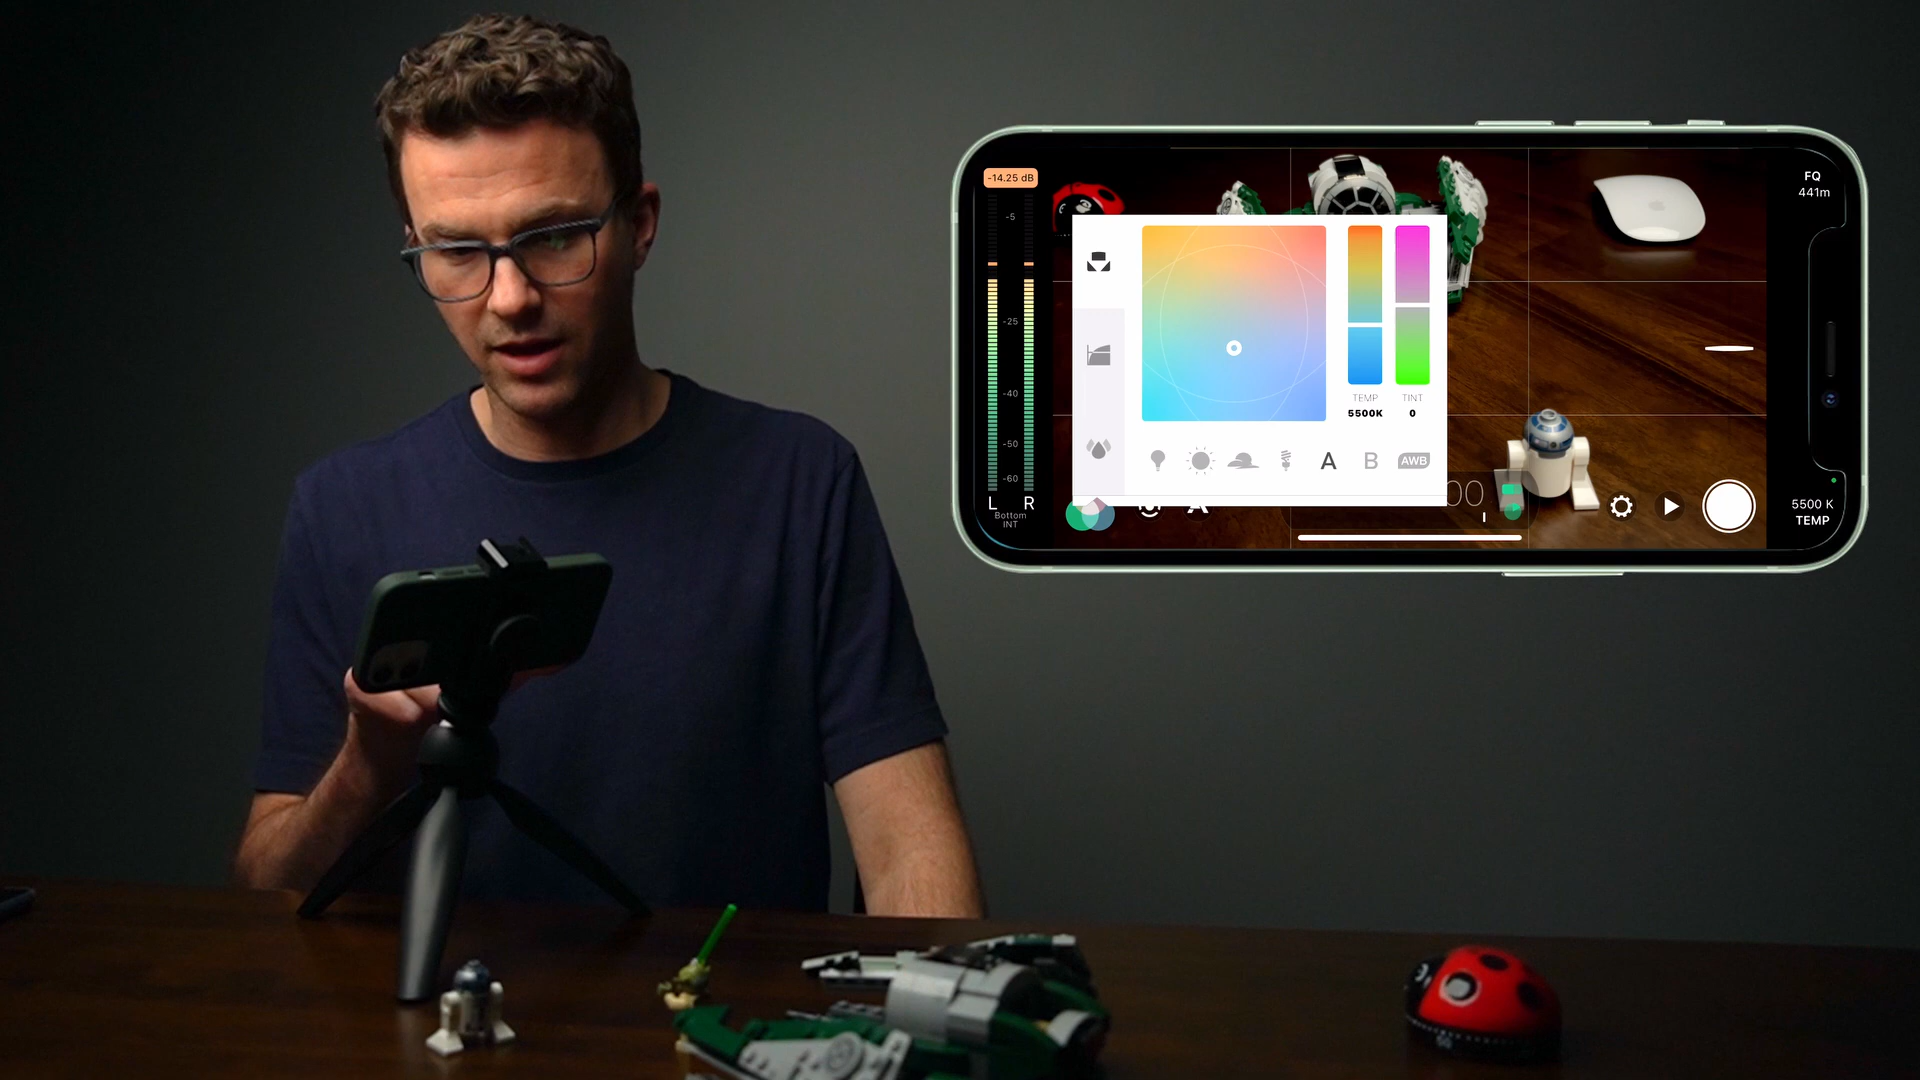 -14.25 dB
-5
-25
-40
-50
-60
L R
Bottom
INT
TEMP
5500K
TINT
0
A B AWB
00
FQ
441m
5500 K
TEMP